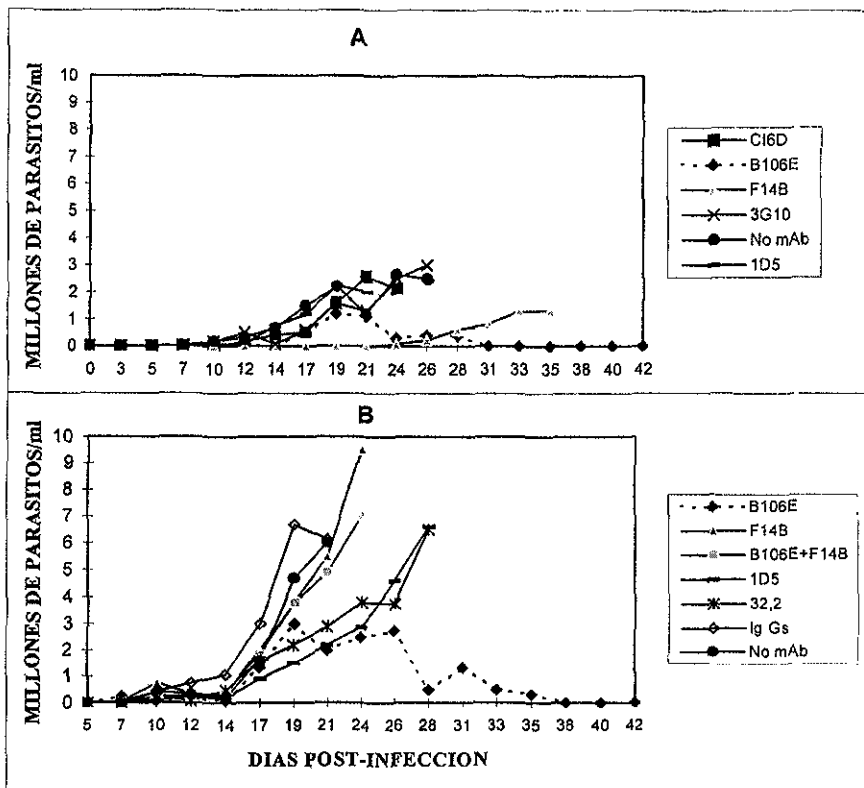 A
MILLONES DE PARASITOS/ml
10
9
8
7
6
5
4
3
2
1
0
0 3 5 7 10 12 14 17 19 21 24 26 28 31 33 35 38 40 42
CI6D
B106E
F14B
3G10
No mAb
1D5
B
MILLONES DE PARASITOS/ml
10
9
8
7
6
5
4
3
2
1
0
5 7 10 12 14 17 19 21 24 26 28 31 33 35 38 40 42
DIAS POST-INFECCION
B106E
F14B
B106E+F14B
1D5
32,2
Ig Gs
No mAb